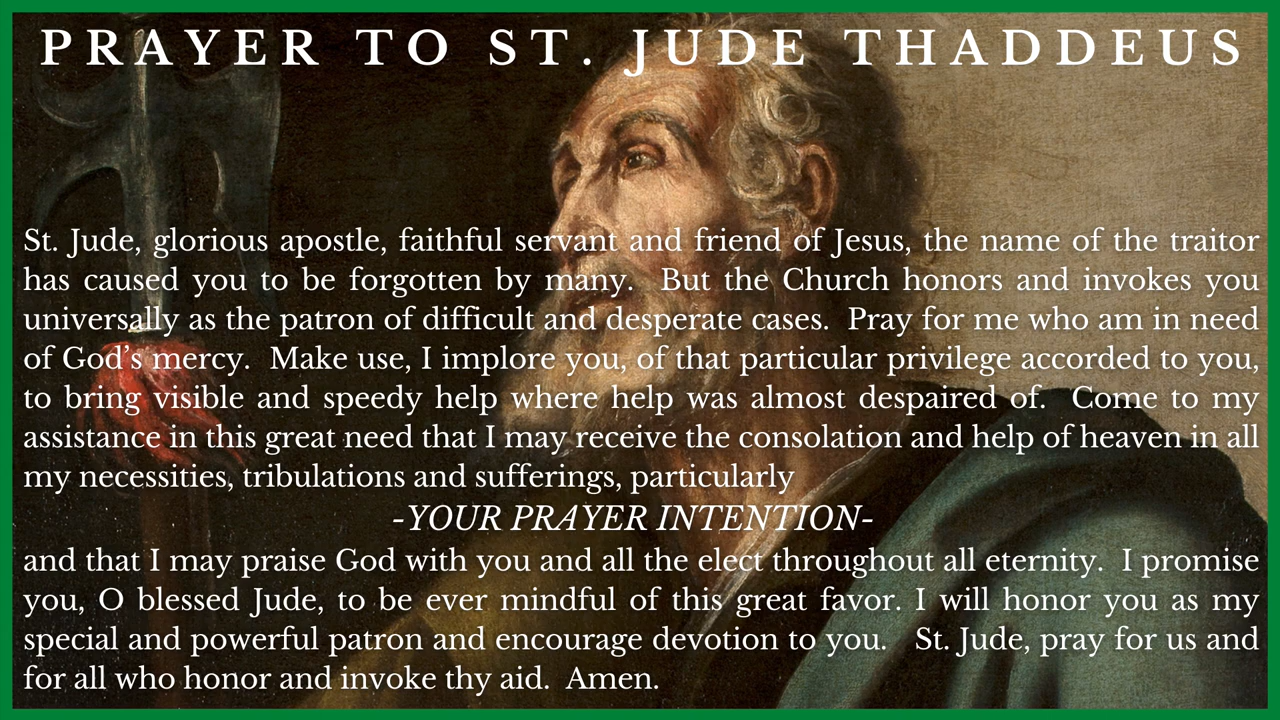 PRAYER TO ST. JUDE THADDEUS
St. Jude, glorious apostle, faithful servant and friend of Jesus, the name of the traitor
has caused you to be forgotten by many.  But the Church honors and invokes you
universally as the patron of difficult and desperate cases.  Pray for me who am in need
of God’s mercy.  Make use, I implore you, of that particular privilege accorded to you,
to bring visible and speedy help where help was almost despaired of.  Come to my
assistance in this great need that I may receive the consolation and help of heaven in all
my necessities, tribulations and sufferings, particularly
-YOUR PRAYER INTENTION-
and that I may praise God with you and all the elect throughout all eternity.  I promise
you, O blessed Jude, to be ever mindful of this great favor. I will honor you as my
special and powerful patron and encourage devotion to you.   St. Jude, pray for us and
for all who honor and invoke thy aid.  Amen.